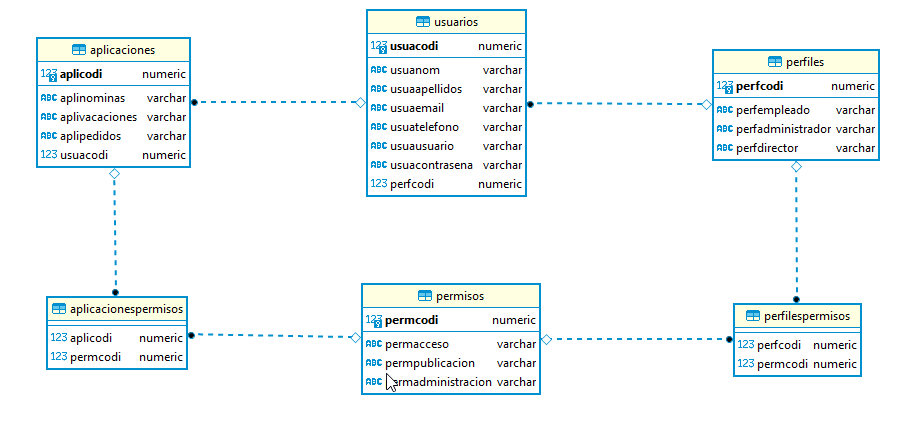 aplicaciones
123 aplicodi numeric
ABC aplinominas varchar
ABC aplivacaciones varchar
ABC aplipedidos varchar
123 usuacodi numeric
usuarios
123 usuacodi numeric
ABC usuanom varchar
ABC usuaapellidos varchar
ABC usuaemail varchar
ABC usuatelefono varchar
ABC usuausuario varchar
ABC usuacontrasena varchar
123 perfcodi numeric
perfiles
123 perfcodi numeric
ABC perfempleado varchar
ABC perfadministrador varchar
ABC perfdirector varchar
aplicacionespermisos
123 aplicodi numeric
123 permcodi numeric
permisos
123 permcodi numeric
ABC permacceso varchar
ABC permpublicacion varchar
ABC permadministracion varchar
perfilespermisos
123 perfcodi numeric
123 permcodi numeric